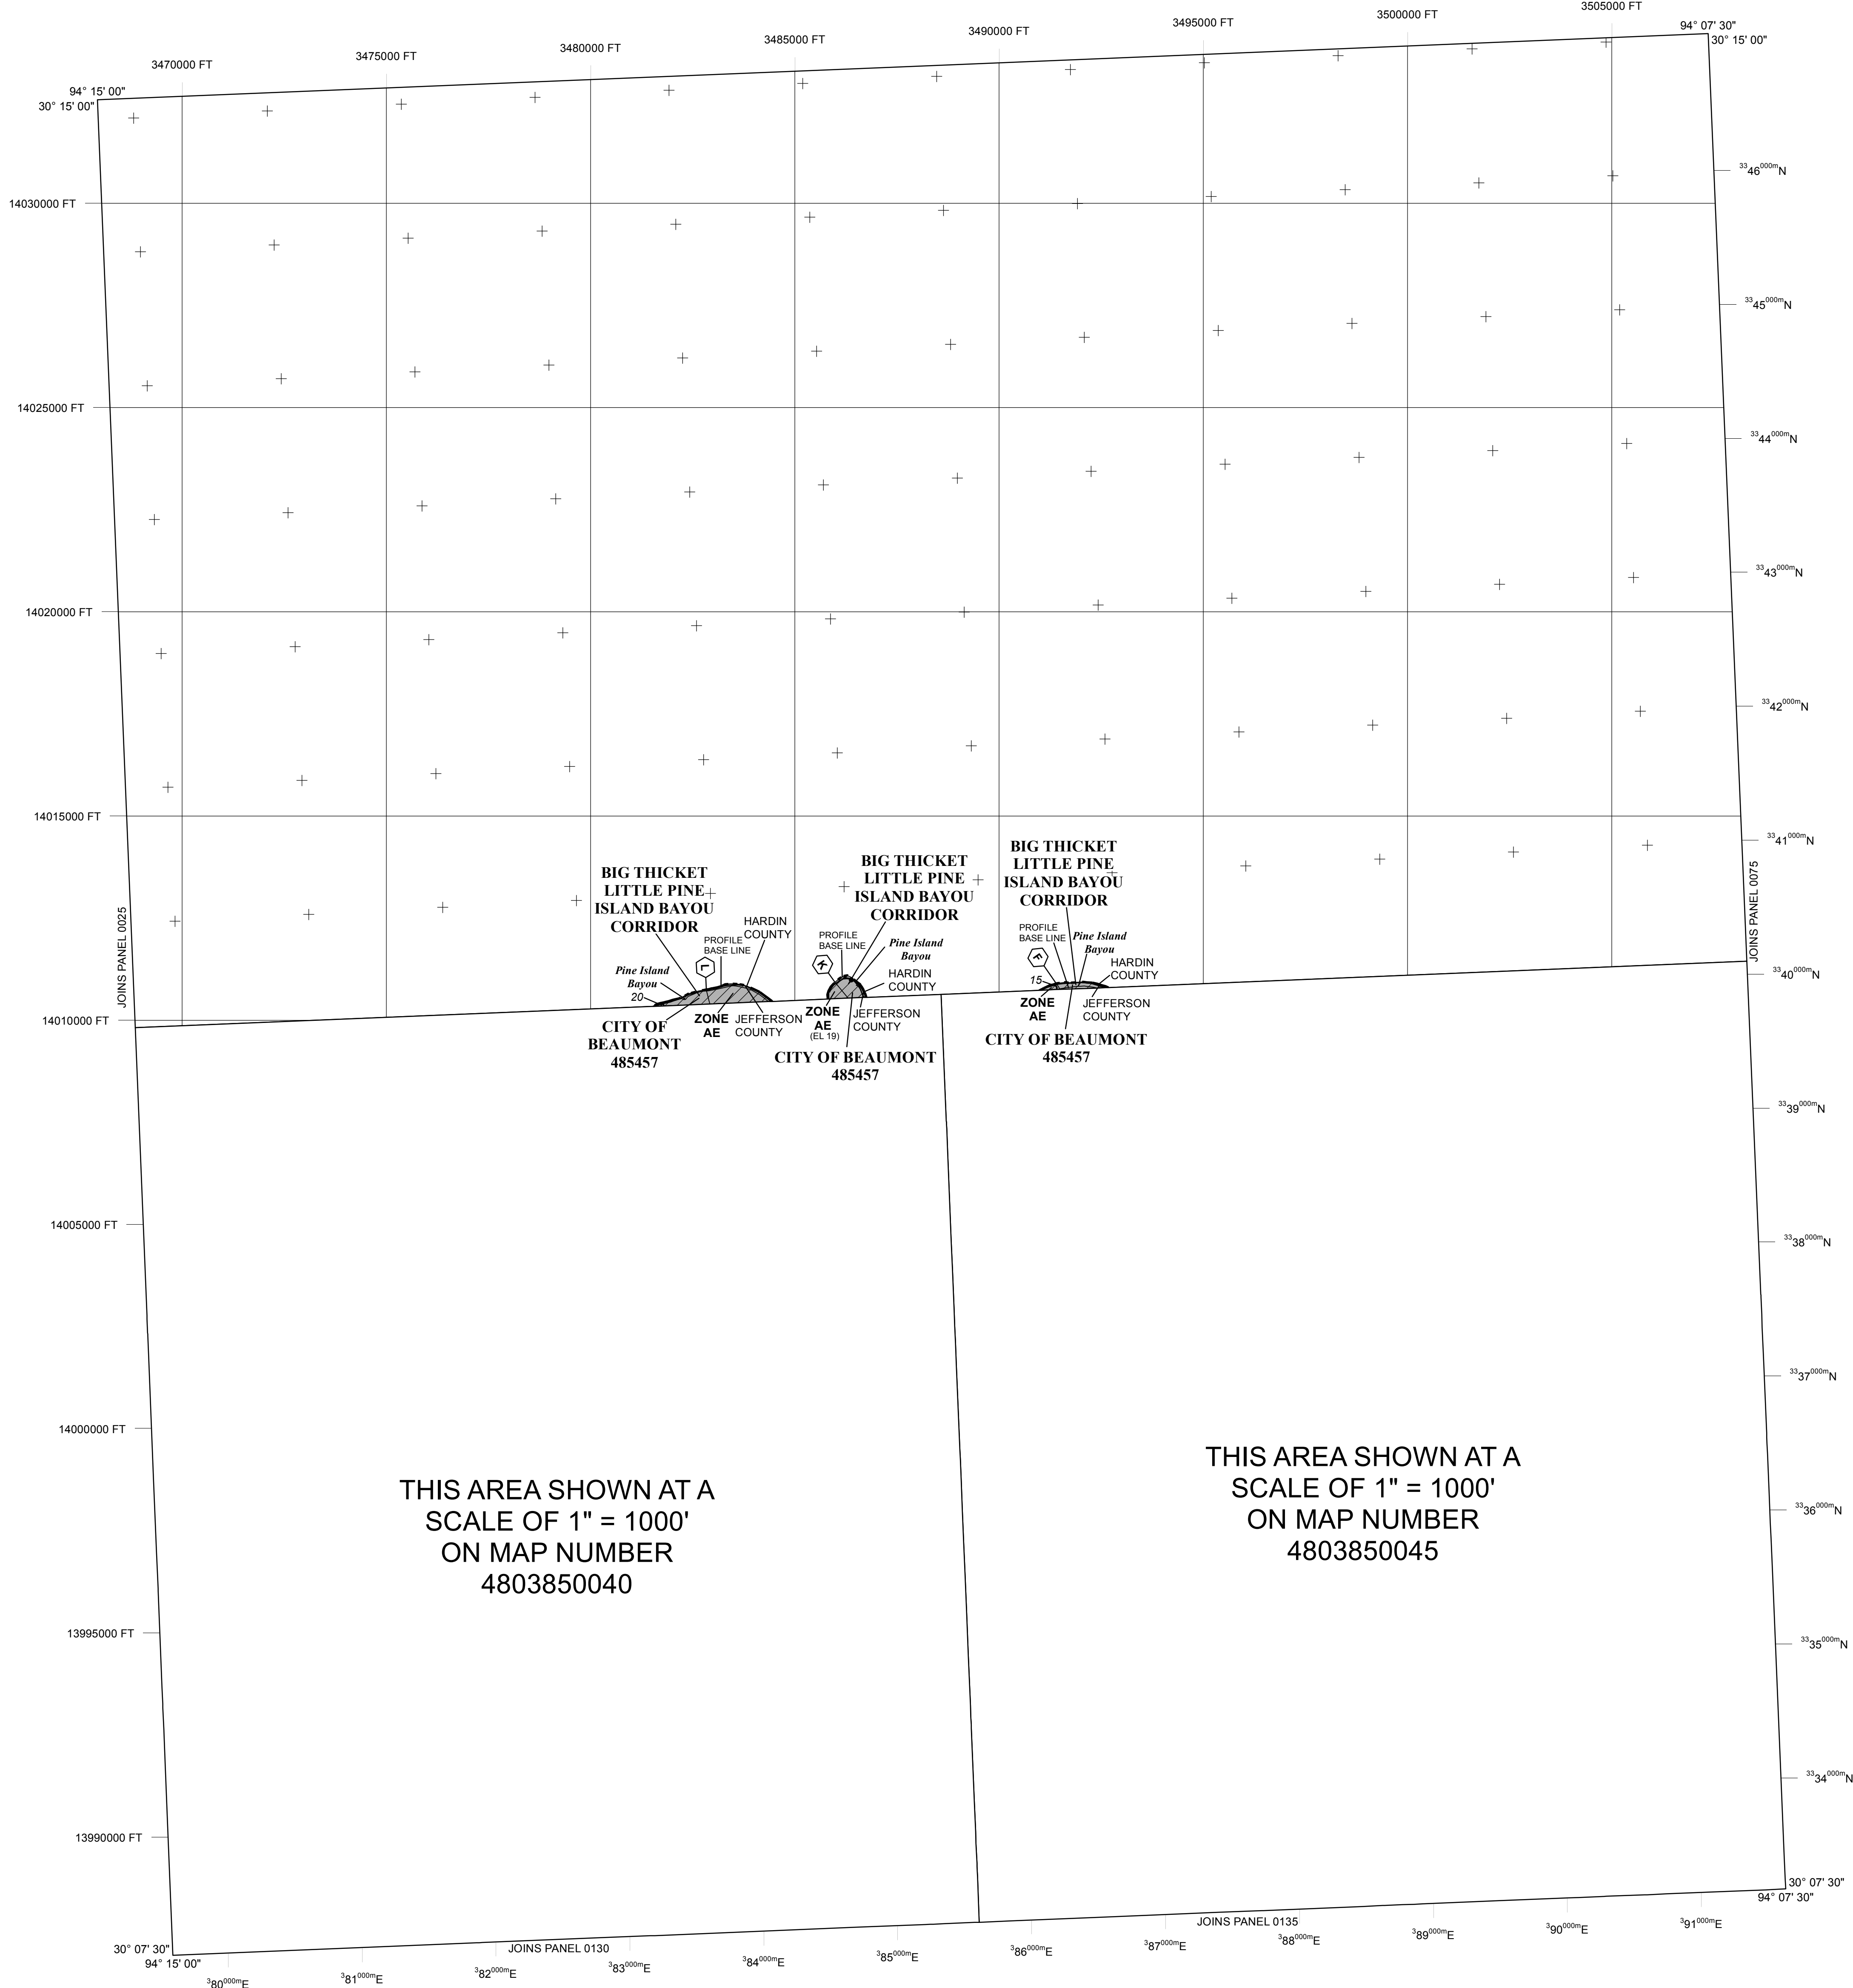 3470000 FT
3475000 FT
3480000 FT
3485000 FT
3490000 FT
3495000 FT
3500000 FT
3505000 FT
94° 07' 30"
30° 15' 00"
94° 15' 00"
30° 15' 00"
3346000mN
14030000 FT
3345000mN
14025000 FT
3344000mN
3343000mN
14020000 FT
3342000mN
14015000 FT
3341000mN
JOINS PANEL 0025
JOINS PANEL 0075
BIG THICKET
LITTLE PINE
ISLAND BAYOU
CORRIDOR
HARDIN
COUNTY
PROFILE
BASE LINE
L
Pine Island
Bayou
20
ZONE
AE
JEFFERSON
COUNTY
CITY OF
BEAUMONT
485457
BIG THICKET
LITTLE PINE
ISLAND BAYOU
CORRIDOR
PROFILE
BASE LINE
Pine Island
Bayou
K
HARDIN
COUNTY
ZONE
AE
(EL 19)
JEFFERSON
COUNTY
CITY OF BEAUMONT
485457
BIG THICKET
LITTLE PINE
ISLAND BAYOU
CORRIDOR
PROFILE
BASE LINE
Pine Island
Bayou
F
15
HARDIN
COUNTY
ZONE
AE
JEFFERSON
COUNTY
CITY OF BEAUMONT
485457
3340000mN
14010000 FT
3339000mN
14005000 FT
3338000mN
3337000mN
14000000 FT
THIS AREA SHOWN AT A
SCALE OF 1" = 1000'
ON MAP NUMBER
4803850040
THIS AREA SHOWN AT A
SCALE OF 1" = 1000'
ON MAP NUMBER
4803850045
3336000mN
13995000 FT
3335000mN
3334000mN
13990000 FT
30° 07' 30"
94° 07' 30"
30° 07' 30"
94° 15' 00"
JOINS PANEL 0130
JOINS PANEL 0135
380000mE
381000mE
382000mE
383000mE
384000mE
385000mE
386000mE
387000mE
388000mE
389000mE
390000mE
391000mE